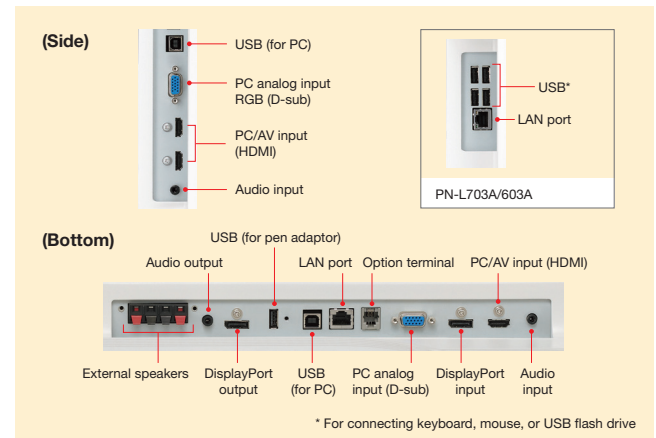 (Side)
USB (for PC)
PC analog input
RGB (D-sub)
PC/AV input
(HDMI)
Audio input
USB*
LAN port
PN-L703A/603A
(Bottom)
USB (for pen adaptor)
Audio output
LAN port
Option terminal
PC/AV input (HDMI)
External speakers
DisplayPort
output
USB
(for PC)
PC analog
input (D-sub)
DisplayPort
input
Audio
input
* For connecting keyboard, mouse, or USB flash drive